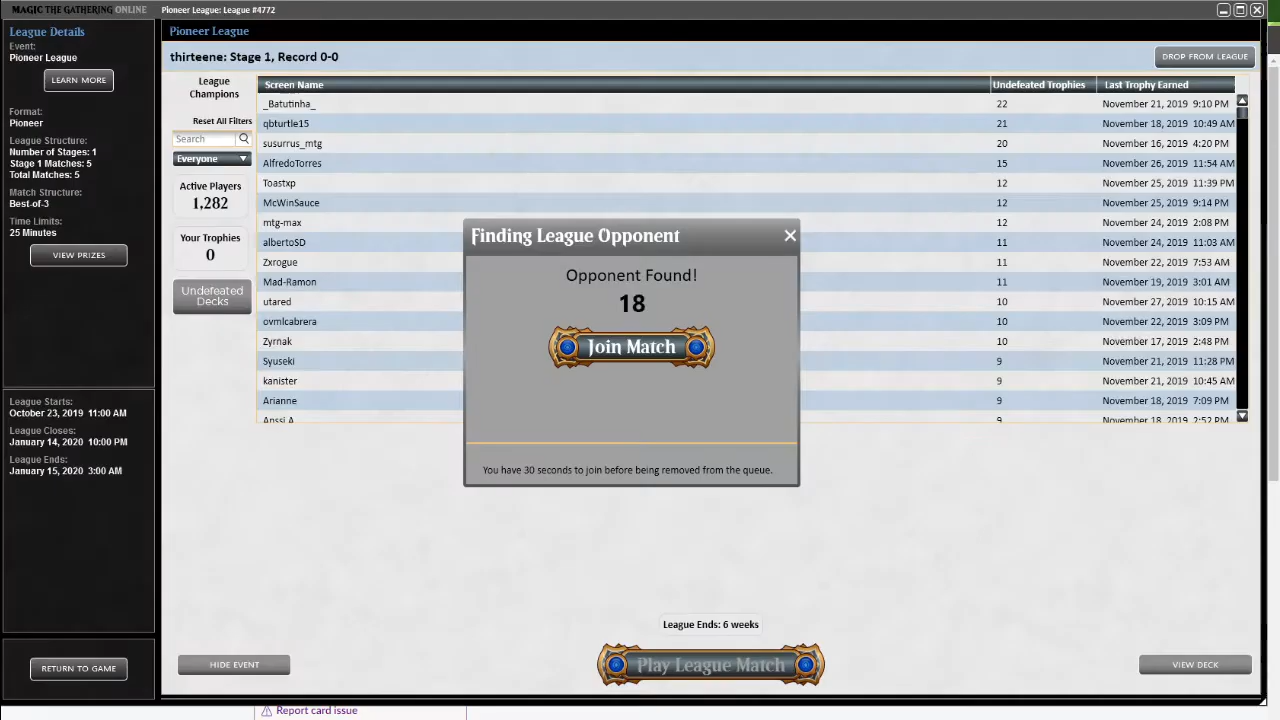 MAGIC THE GATHERING ONLINE
Pioneer League: League #4772
League Details
Event:
Pioneer League
LEARN MORE
Format:
Pioneer
League Structure:
Number of Stages: 1
Stage 1 Matches: 5
Total Matches: 5
Match Structure:
Best-of-3
Time Limits:
25 Minutes
VIEW PRIZES
League Starts:
October 23, 2019 11:00 AM
League Closes:
January 14, 2020 10:00 PM
League Ends:
January 15, 2020 3:00 AM
RETURN TO GAME
Pioneer League
thirteene: Stage 1, Record 0-0
DROP FROM LEAGUE
League
Champions
Reset All Filters
Search
Everyone
Active Players
1,282
Your Trophies
0
Undefeated
Decks
Screen Name Undefeated Trophies Last Trophy Earned
_Batutinha_ 22 November 21, 2019 9:10 PM
qbturtle15 21 November 18, 2019 10:49 AM
susurrus_mtg 20 November 16, 2019 4:20 PM
AlfredoTorres 15 November 26, 2019 11:54 AM
Toastxp 12 November 25, 2019 11:39 PM
McWinSauce 12 November 25, 2019 9:14 PM
mtg-max 12 November 24, 2019 2:08 PM
albertoSD 11 November 24, 2019 11:03 AM
Zxrogue 11 November 22, 2019 7:53 AM
Mad-Ramon 11 November 19, 2019 3:01 AM
utared 10 November 27, 2019 10:15 AM
ovmlcabrera 10 November 22, 2019 3:09 PM
Zyrnak 10 November 17, 2019 2:48 PM
Syuseki 9 November 21, 2019 11:28 PM
kanister 9 November 21, 2019 10:45 AM
Arianne 9 November 18, 2019 7:09 PM
Anssi A 9 November 18, 2019 2:52 PM
Finding League Opponent
Opponent Found!
18
Join Match
You have 30 seconds to join before being removed from the queue.
League Ends: 6 weeks
HIDE EVENT
Play League Match
VIEW DECK
Report card issue